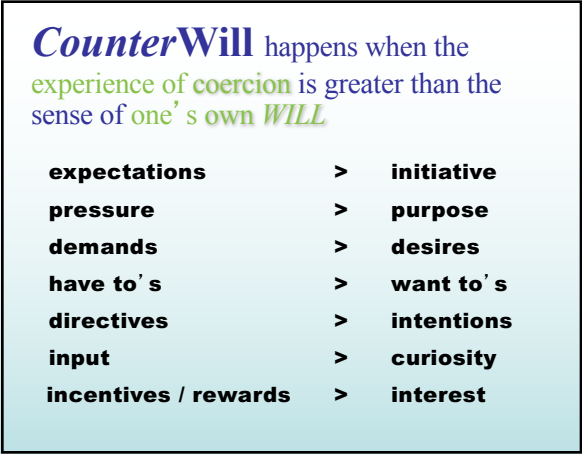 CounterWill happens when the
experience of coercion is greater than the
sense of one’s own WILL
expectations > initiative
pressure > purpose
demands > desires
have to’s > want to’s
directives > intentions
input > curiosity
incentives / rewards > interest